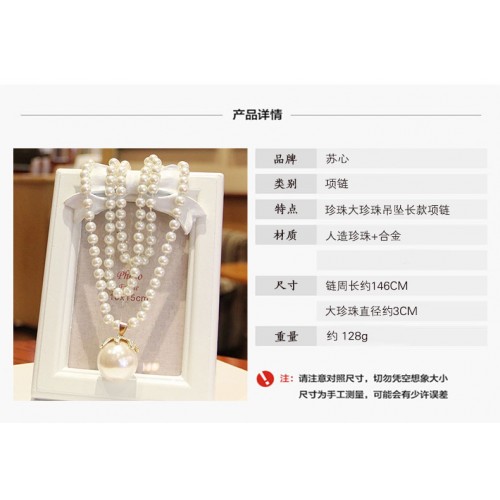 产品详情
品牌 苏心
类别 项链
特点 珍珠大珍珠吊坠长款项链
材质 人造珍珠+合金
尺寸 链周长约146CM
大珍珠直径约3CM
重量 约 128g
注：请注意对照尺寸，切勿凭空想象大小
尺寸为手工测量，可能会有少许误差
Photo
10x15cm